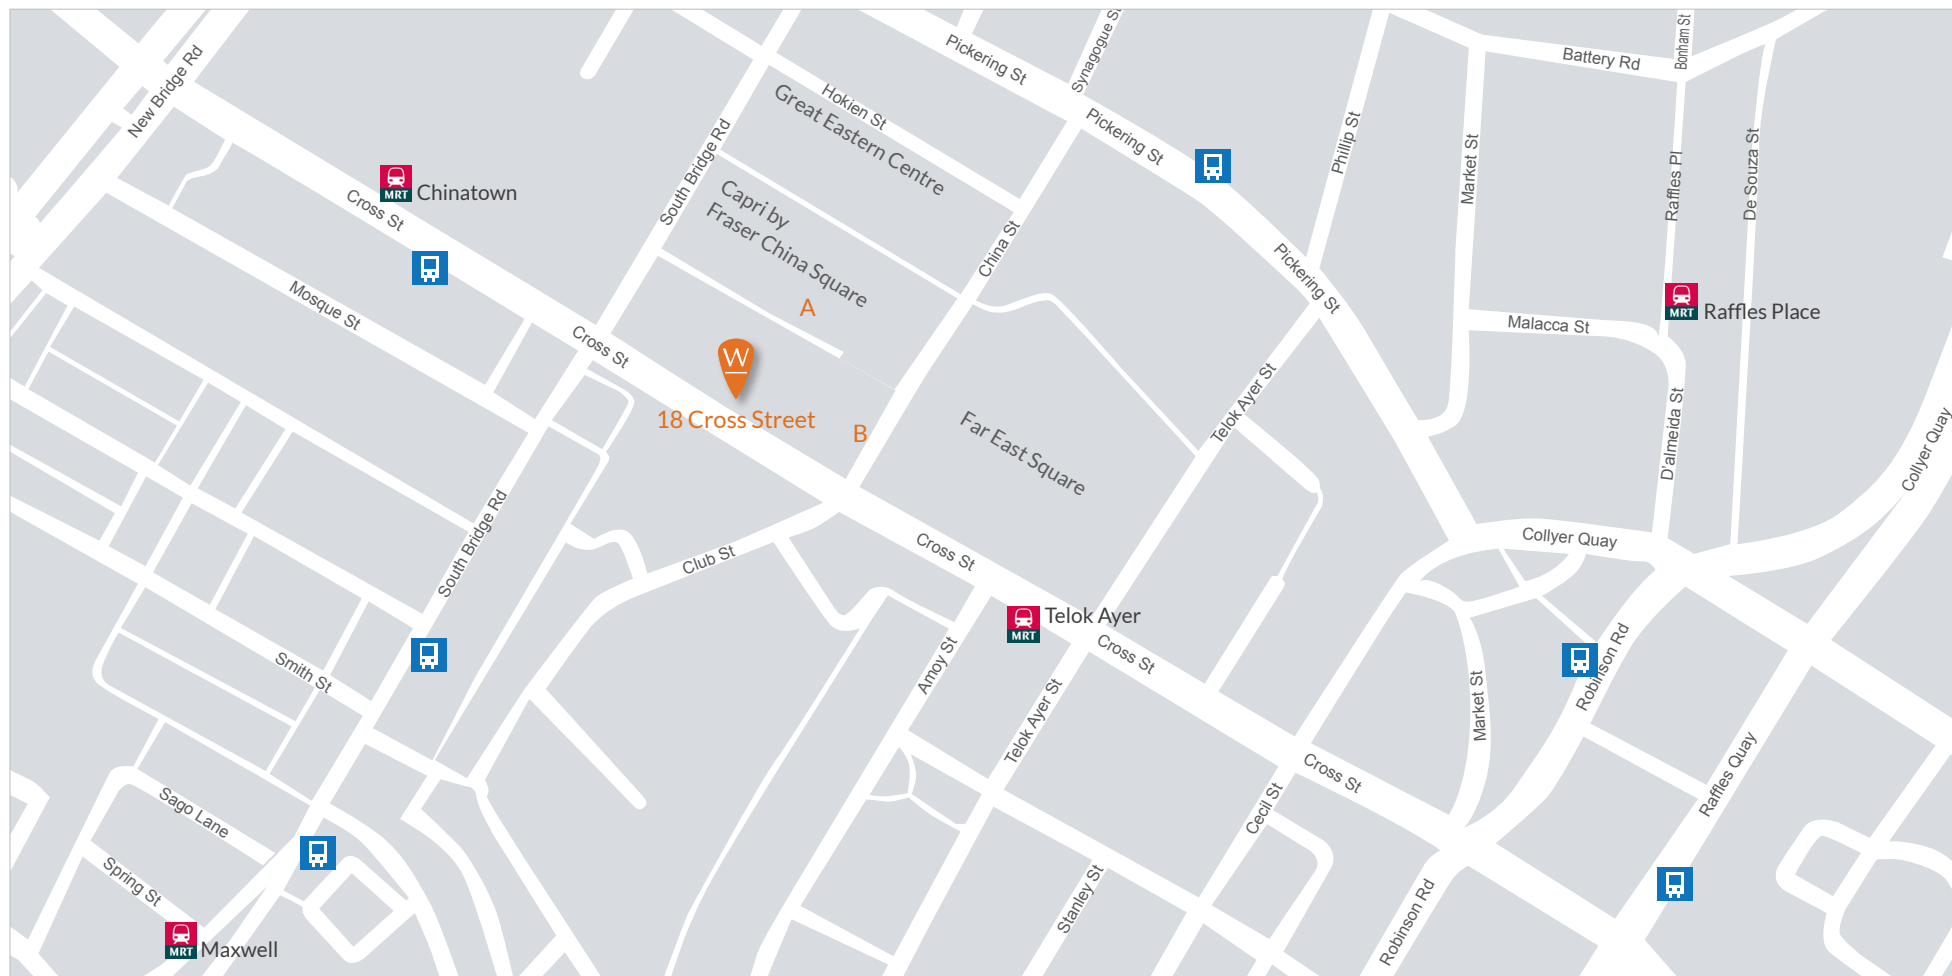 Pickering St
Synagogue St
Bonham St
Battery Rd
New Bridge Rd
Hokien St
Great Eastern Centre
South Bridge Rd
Pickering St
Phillip St
Market St
Raffles Pl
De Souza St
MRT
Chinatown
Cross St
Capri by
Fraser China Square
China St
Pickering St
A
Mosque St
Cross St
MRT
Raffles Place
Malacca St
W
18 Cross Street
B
Far East Square
Telok Ayer St
D'almeida St
Collyer Quay
South Bridge Rd
Club St
Cross St
Collyer Quay
MRT
Telok Ayer
Cross St
Amoy St
Telok Ayer St
Smith St
Market St
Robinson Rd
Raffles Quay
Cross St
Cecil St
Sago Lane
Spring St
Stanley St
Robinson Rd
MRT
Maxwell